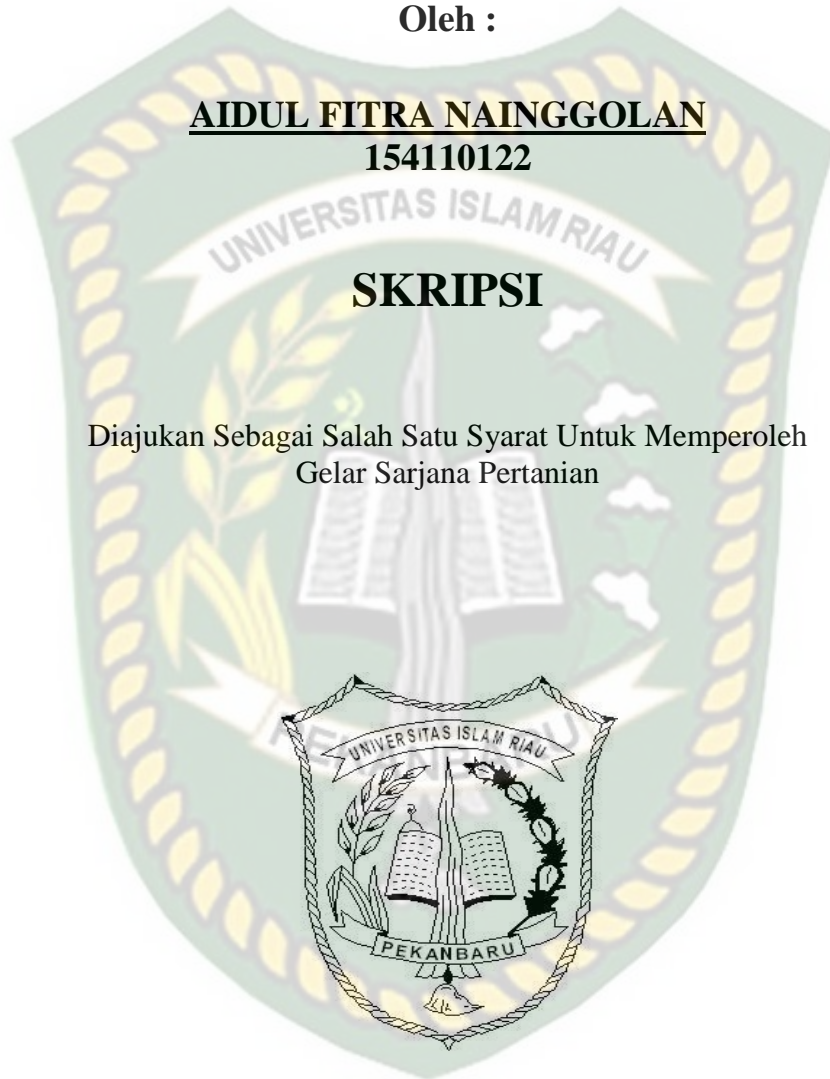 Oleh :
AIDUL FITRA NAINGGOLAN
154110122
UNIVERSITAS ISLAM RIAU
SKRIPSI
Diajukan Sebagai Salah Satu Syarat Untuk Memperoleh
Gelar Sarjana Pertanian
PEKANBARU
UNIVERSITAS ISLAM RIAU
PEKANBARU